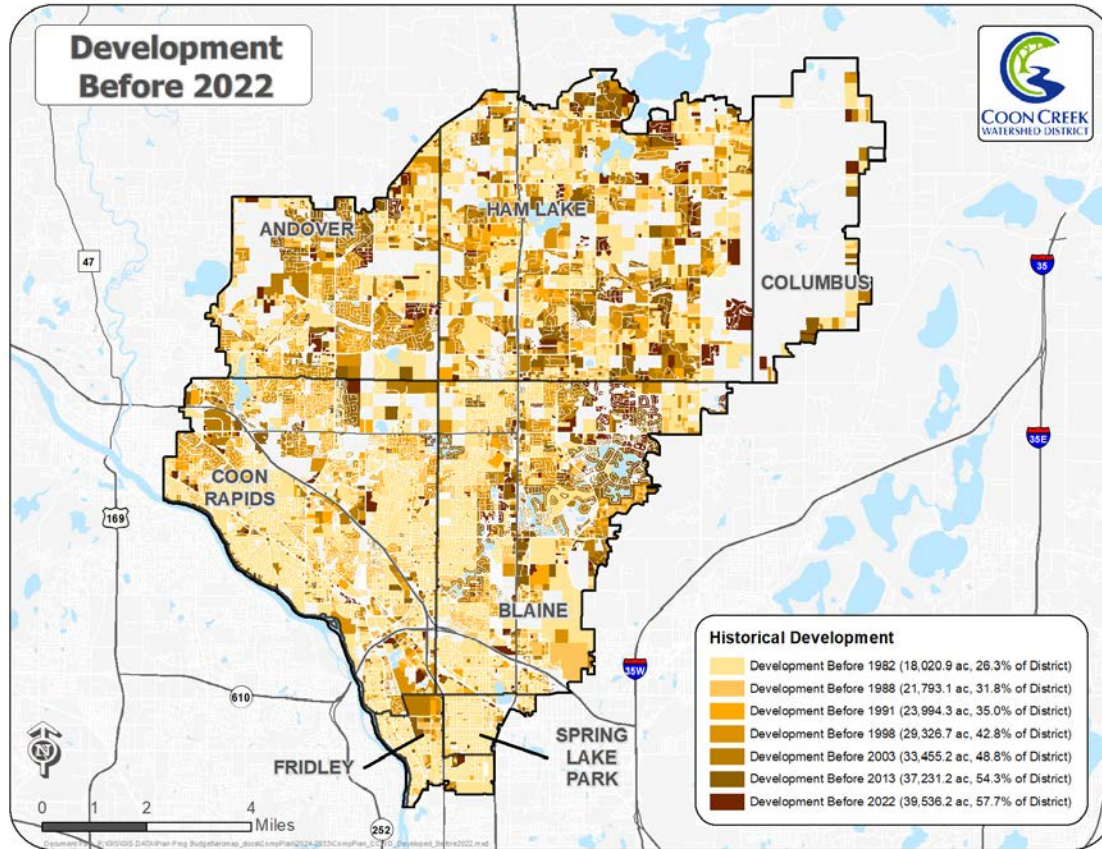 Development
Before 2022
COON CREEK
WATERSHED DISTRICT
ANDOVER
HAM LAKE
47
35
COLUMBUS
35E
COON
RAPIDS
169
BLAINE
35W
610
FRIDLEY
SPRING
LAKE
PARK
252
N
0 1 2 4
Miles
Historical Development
Development Before 1982 (18,020.9 ac, 26.3% of District)
Development Before 1988 (21,793.1 ac, 31.8% of District)
Development Before 1991 (23,994.3 ac, 35.0% of District)
Development Before 1998 (29,326.7 ac, 42.8% of District)
Development Before 2003 (33,455.2 ac, 48.8% of District)
Development Before 2013 (37,231.2 ac, 54.3% of District)
Development Before 2022 (39,536.2 ac, 57.7% of District)